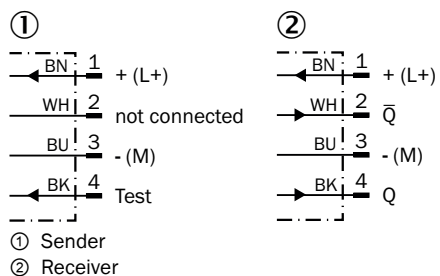 ① ②
BN 1 + (L+) BN 1 + (L+)
WH 2 not connected WH 2 Q̅
BU 3 - (M) BU 3 - (M)
BK 4 Test BK 4 Q
① Sender
② Receiver